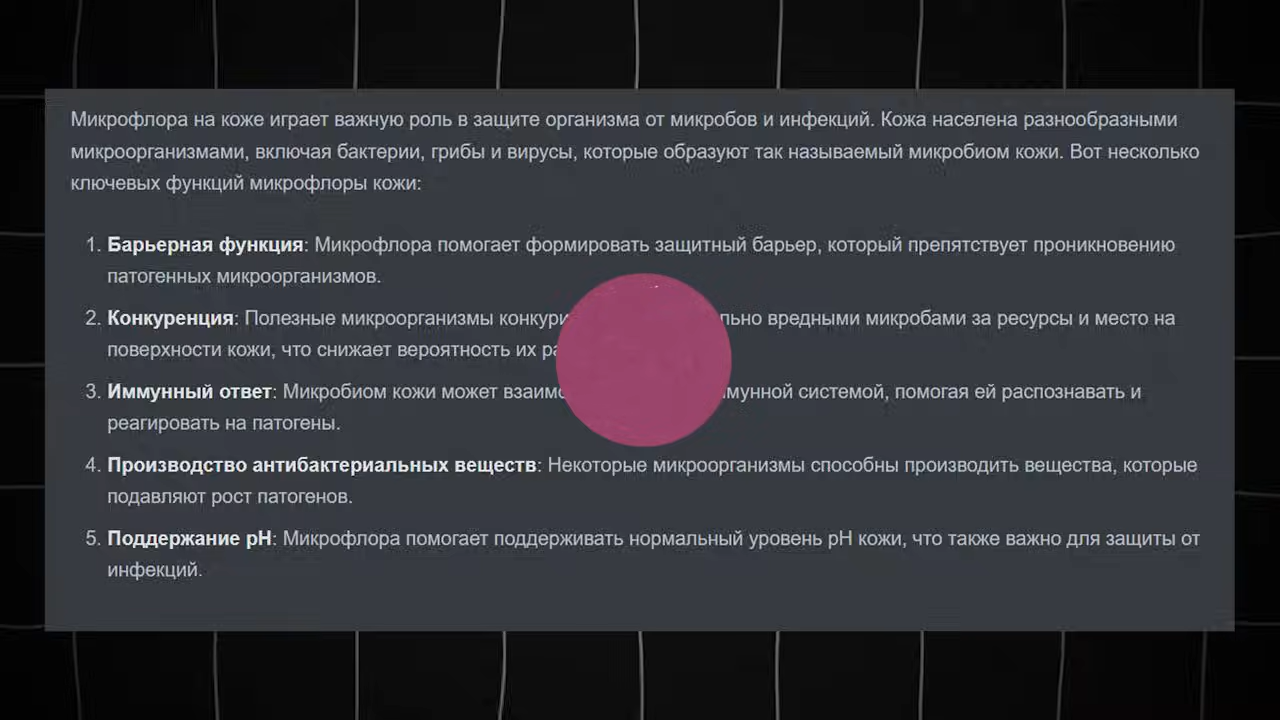 Микрофлора на коже играет важную роль в защите организма от микробов и инфекций. Кожа населена разнообразными
микроорганизмами, включая бактерии, грибы и вирусы, которые образуют так называемый микробиом кожи. Вот несколько
ключевых функций микрофлоры кожи:
1. Барьерная функция: Микрофлора помогает формировать защитный барьер, который препятствует проникновению
патогенных микроорганизмов.
2. Конкуренция: Полезные микроорганизмы вредными микробами за ресурсы и место на
поверхности кожи, что снижает вероятность их
3. Иммунный ответ: Микробиом кожи может системой, помогая ей распознавать и
реагировать на патогены.
4. Производство антибактериальных веществ: Некоторые микроорганизмы способны производить вещества, которые
подавляют рост патогенов.
5. Поддержание pH: Микрофлора помогает поддерживать нормальный уровень pH кожи, что также важно для защиты от
инфекций.